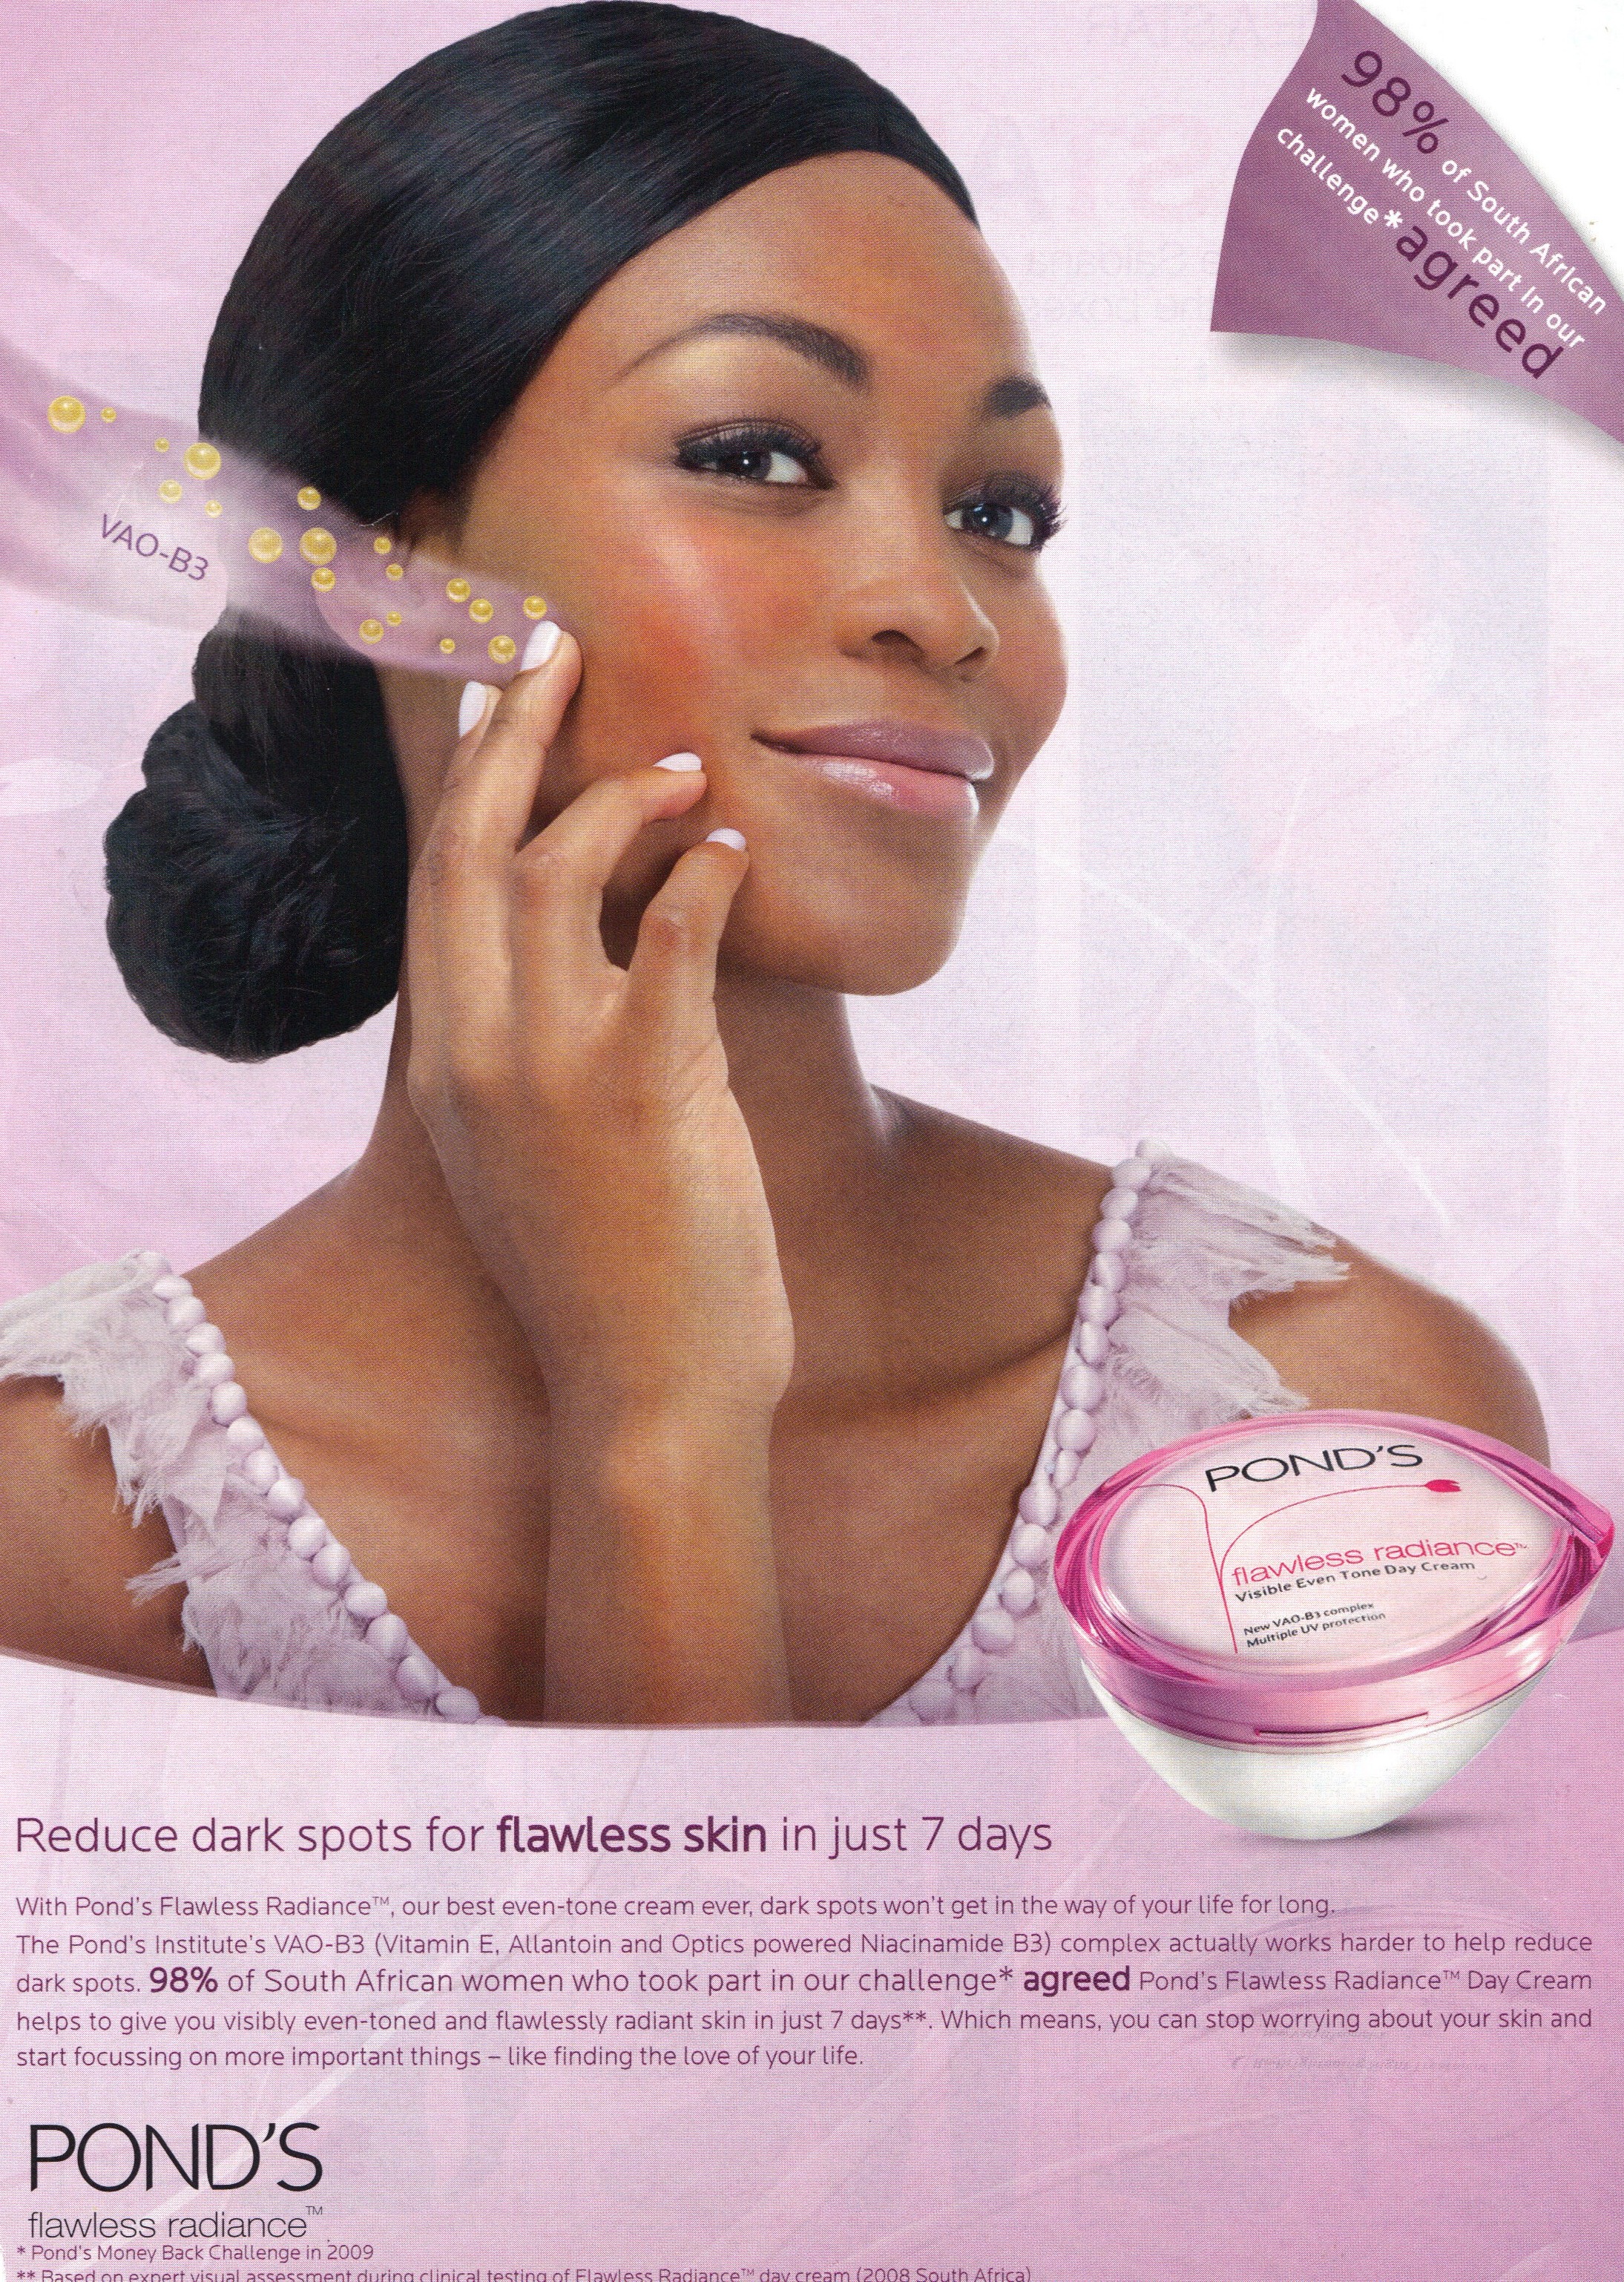 98% of South African
women who took part in our
challenge * agreed
VAO-B3
POND'S
flawless radiance™
Visible Even Tone Day Cream
New VAO-B3 complex
Multiple UV protection
Reduce dark spots for flawless skin in just 7 days
With Pond's Flawless Radiance™, our best even-tone cream ever, dark spots won't get in the way of your life for long.
The Pond's Institute's VAO-B3 (Vitamin E, Allantoin and Optics powered Niacinamide B3) complex actually works harder to help reduce
dark spots. 98% of South African women who took part in our challenge* agreed Pond's Flawless Radiance™ Day Cream
helps to give you visibly even-toned and flawlessly radiant skin in just 7 days**. Which means, you can stop worrying about your skin and
start focussing on more important things – like finding the love of your life.
POND'S
flawless radiance™
* Pond's Money Back Challenge in 2009
** Based on expert visual assessment during clinical testing of Flawless Radiance™ day cream (2008 South Africa)